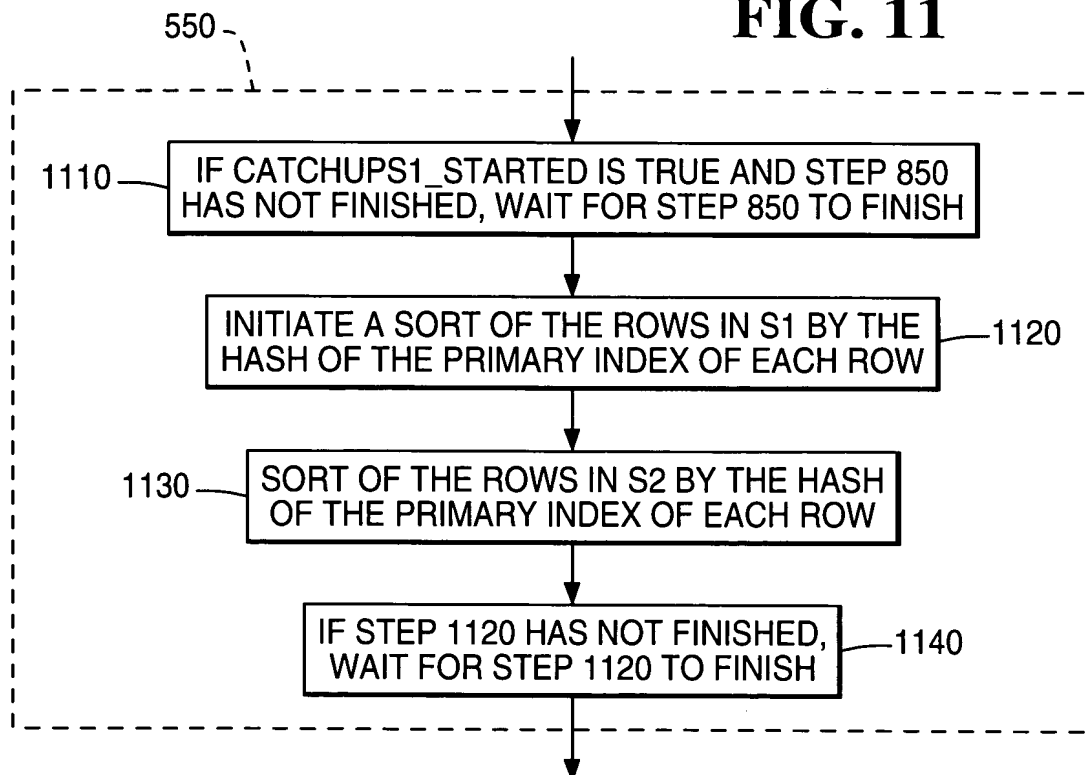 FIG. 11
550
1110
IF CATCHUPS1_STARTED IS TRUE AND STEP 850
HAS NOT FINISHED, WAIT FOR STEP 850 TO FINISH
INITIATE A SORT OF THE ROWS IN S1 BY THE
HASH OF THE PRIMARY INDEX OF EACH ROW
1120
1130
SORT OF THE ROWS IN S2 BY THE HASH
OF THE PRIMARY INDEX OF EACH ROW
IF STEP 1120 HAS NOT FINISHED,
WAIT FOR STEP 1120 TO FINISH
1140